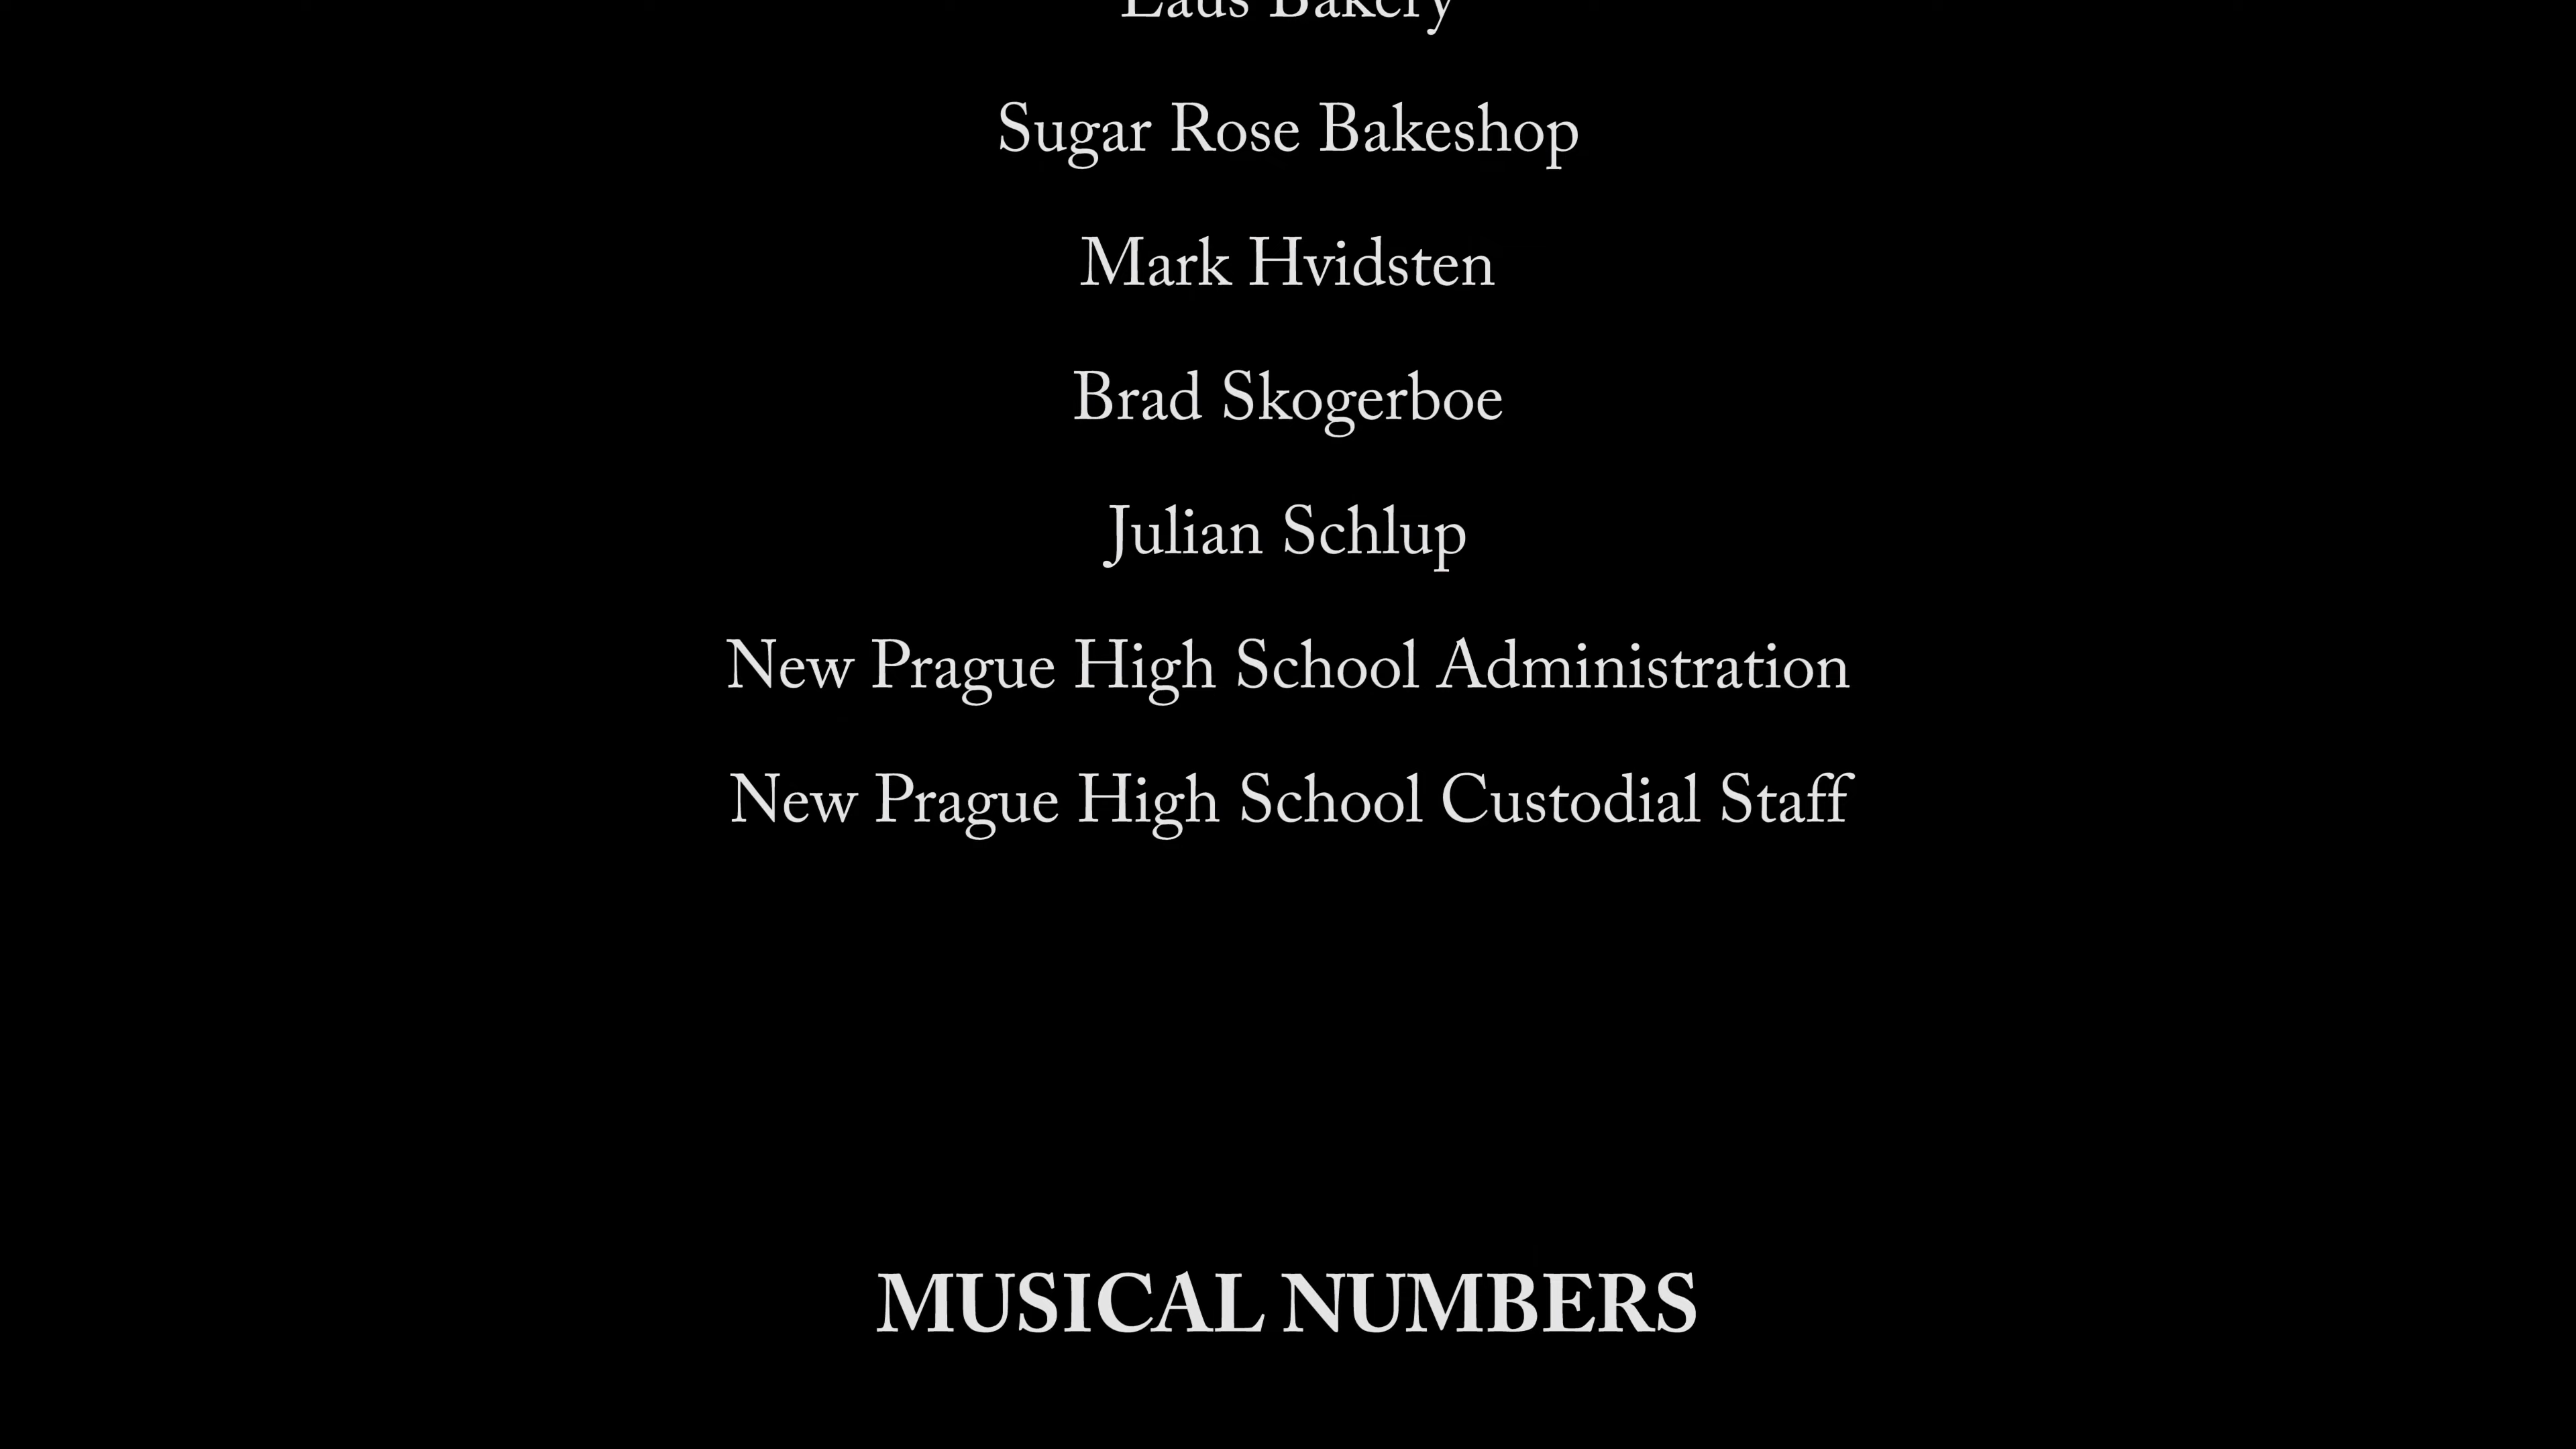 Bakery
Sugar Rose Bakeshop
Mark Hvidsten
Brad Skogerboe
Julian Schlup
New Prague High School Administration
New Prague High School Custodial Staff
MUSICAL NUMBERS